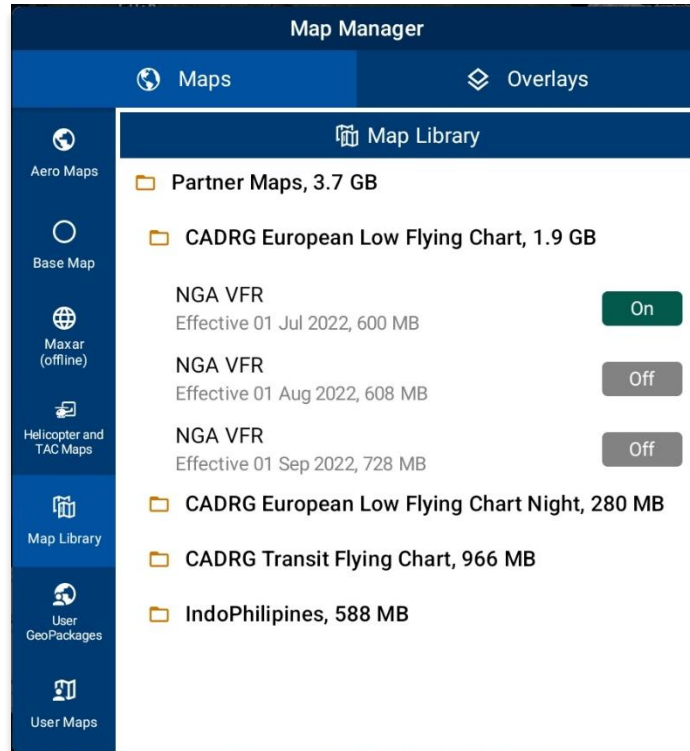 Map Manager
Maps
Overlays
Aero Maps
Base Map
Maxar
(offline)
Helicopter and
TAC Maps
Map Library
User
GeoPackages
User Maps
Map Library
Partner Maps, 3.7 GB
CADRG European Low Flying Chart, 1.9 GB
NGA VFR
Effective 01 Jul 2022, 600 MB
On
NGA VFR
Effective 01 Aug 2022, 608 MB
Off
NGA VFR
Effective 01 Sep 2022, 728 MB
Off
CADRG European Low Flying Chart Night, 280 MB
CADRG Transit Flying Chart, 966 MB
IndoPhilipines, 588 MB